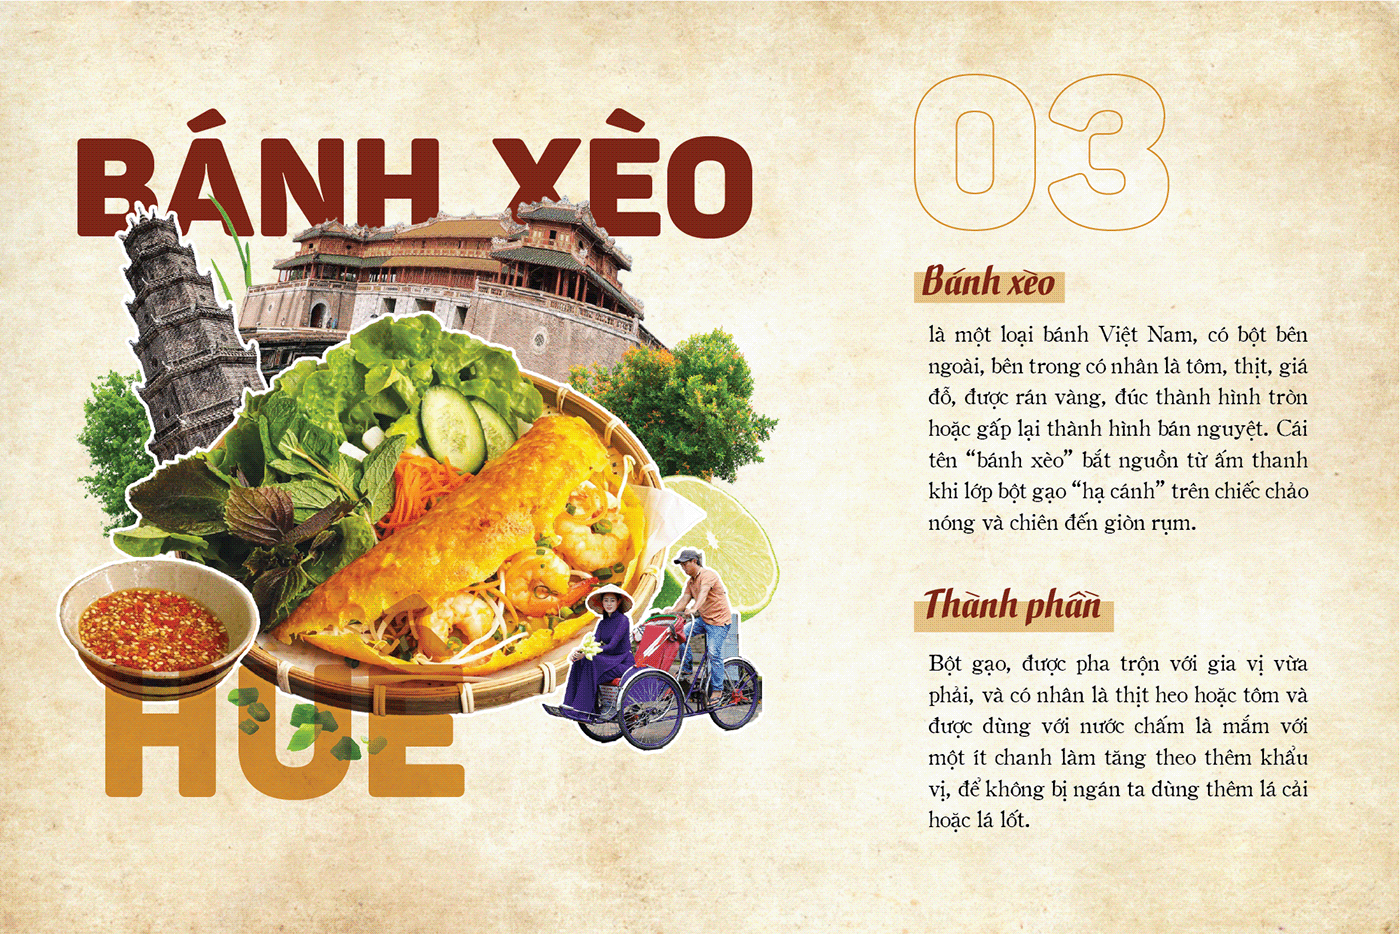 BÁNH XÈO
HUE
03
Bánh xèo
là một loại bánh Việt Nam, có bột bên
ngoài, bên trong có nhân là tôm, thịt, giá
đỗ, được rán vàng, đúc thành hình tròn
hoặc gấp lại thành hình bán nguyệt. Cái
tên “bánh xèo” bắt nguồn từ ấm thanh
khi lớp bột gạo “hạ cánh” trên chiếc chảo
nóng và chiên đến giòn rụm.
Thành phần
Bột gạo, được pha trộn với gia vị vừa
phải, và có nhân là thịt heo hoặc tôm và
được dùng với nước chấm là mắm với
một ít chanh làm tăng theo thêm khẩu
vị, để không bị ngán ta dùng thêm lá cải
hoặc lá lốt.